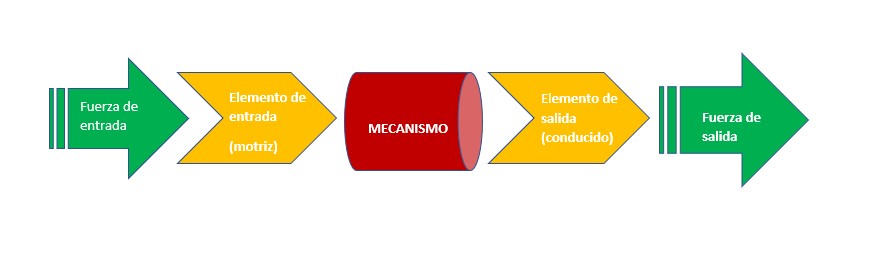 Fuerza de
entrada
Elemento de
entrada
(motriz)
MECANISMO
Elemento de
salida
(conducido)
Fuerza de
salida